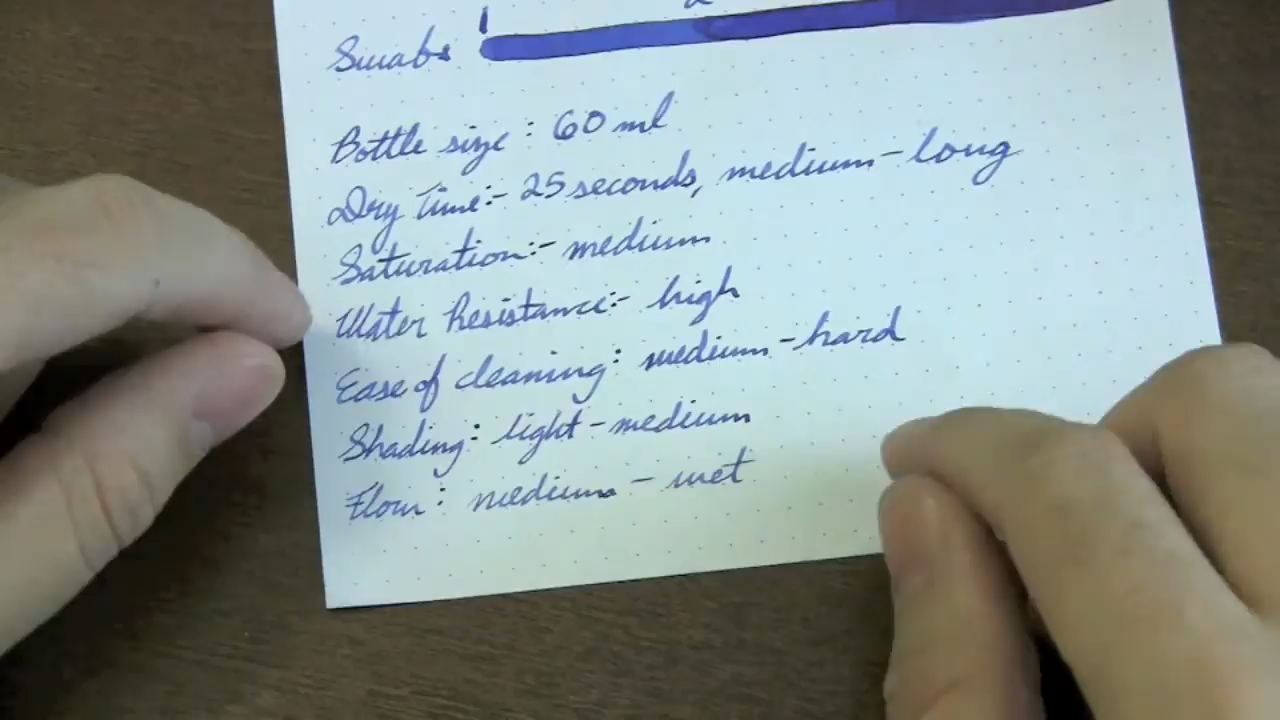 Swabs 1
Bottle size: 60 ml
Dry Time:- 25 seconds, medium-long
Saturation:- medium
Water Resistance:- high
Ease of cleaning: medium-hard
Shading: light-medium
Flow: medium-wet